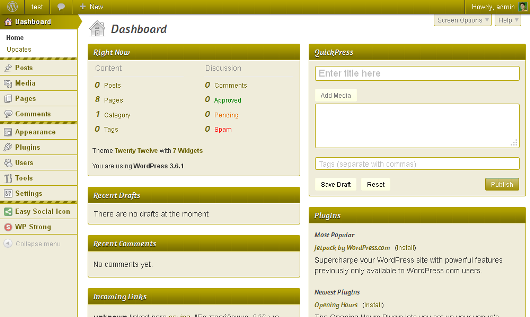 test
+ New
Howdy, admin
Dashboard
Home
Updates
Posts
Media
Pages
Comments
Appearance
Plugins
Users
Tools
Settings
Easy Social Icon
WP Strong
Collapse menu
Screen Options
Help
Dashboard
Right Now
Content
Discussion
0 Posts
0 Comments
8 Pages
0 Approved
1 Category
0 Pending
0 Tags
0 Spam
Theme Twenty Twelve with 7 Widgets
You are using WordPress 3.6.1.
Recent Drafts
There are no drafts at the moment
Recent Comments
No comments yet.
Incoming Links
QuickPress
Enter title here
Add Media
Tags (separate with commas)
Save Draft
Reset
Publish
Plugins
Most Popular
Jetpack by WordPress.com (Install)
Supercharge your WordPress site with powerful features
previously only available to WordPress.com users.
Newest Plugins
Opening Hours (Install)